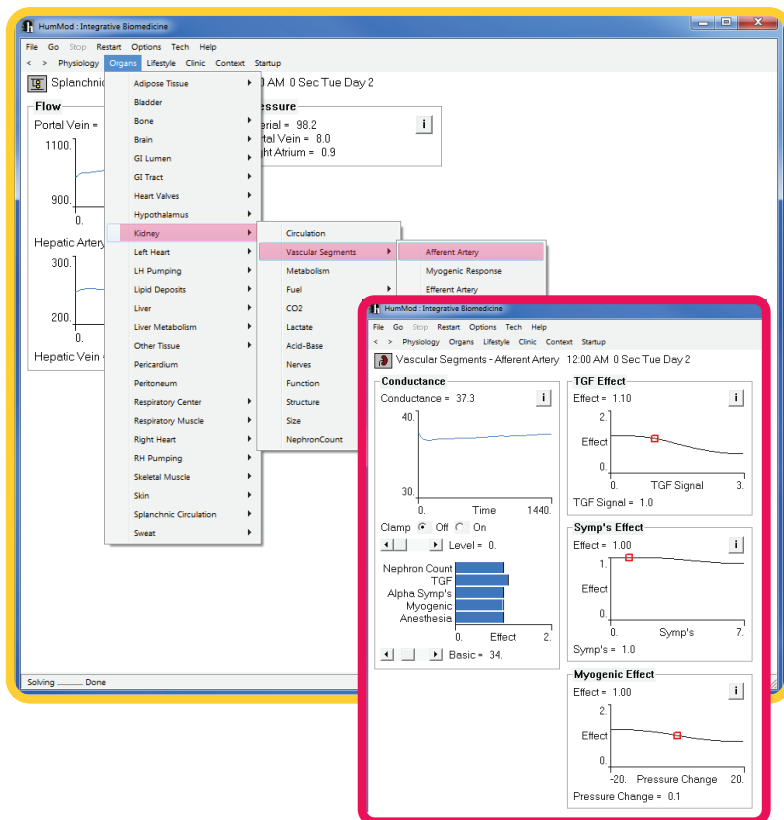 HumMod : Integrative Biomedicine
File Go Stop Restart Options Tech Help
< > Physiology Organs Lifestyle Clinic Context Startup
Splanchnic
AM 0 Sec Tue Day 2
Flow
Portal Vein =
1100.
900.
0.
Hepatic Artery
300.
200.
0.
Hepatic Vein
= 98.2
Vein = 8.0
Atrium = 0.9
i
Adipose Tissue
Bladder
Bone
Brain
GI Lumen
GI Tract
Heart Valves
Hypothalamus
Kidney
Left Heart
LH Pumping
Lipid Deposits
Liver
Liver Metabolism
Other Tissue
Pericardium
Peritoneum
Respiratory Center
Respiratory Muscle
Right Heart
RH Pumping
Skeletal Muscle
Skin
Splanchnic Circulation
Sweat
Circulation
Vascular Segments
Metabolism
Fuel
CO2
Lactate
Acid-Base
Nerves
Function
Structure
Size
NephronCount
Afferent Artery
Myogenic Response
Efferent Artery
Solving _____ Done
HumMod : Integrative Biomedicine
File Go Stop Restart Options Tech Help
< > Physiology Organs Lifestyle Clinic Context Startup
Vascular Segments - Afferent Artery 12:00 AM 0 Sec Tue Day 2
Conductance
Conductance = 37.3
i
40.
30.
0. Time 1440.
Clamp Off On
Level = 0.
Nephron Count
TGF
Alpha Symp's
Myogenic
Anesthesia
0. Effect 2.
Basic = 34.
TGF Effect
Effect = 1.10
i
2.
Effect
0.
0. TGF Signal 3.
TGF Signal = 1.0
Symp's Effect
Effect = 1.00
i
1.
Effect
0.
0. Symp's 7.
Symp's = 1.0
Myogenic Effect
Effect = 1.00
i
2.
Effect
0.
-20. Pressure Change 20.
Pressure Change = 0.1